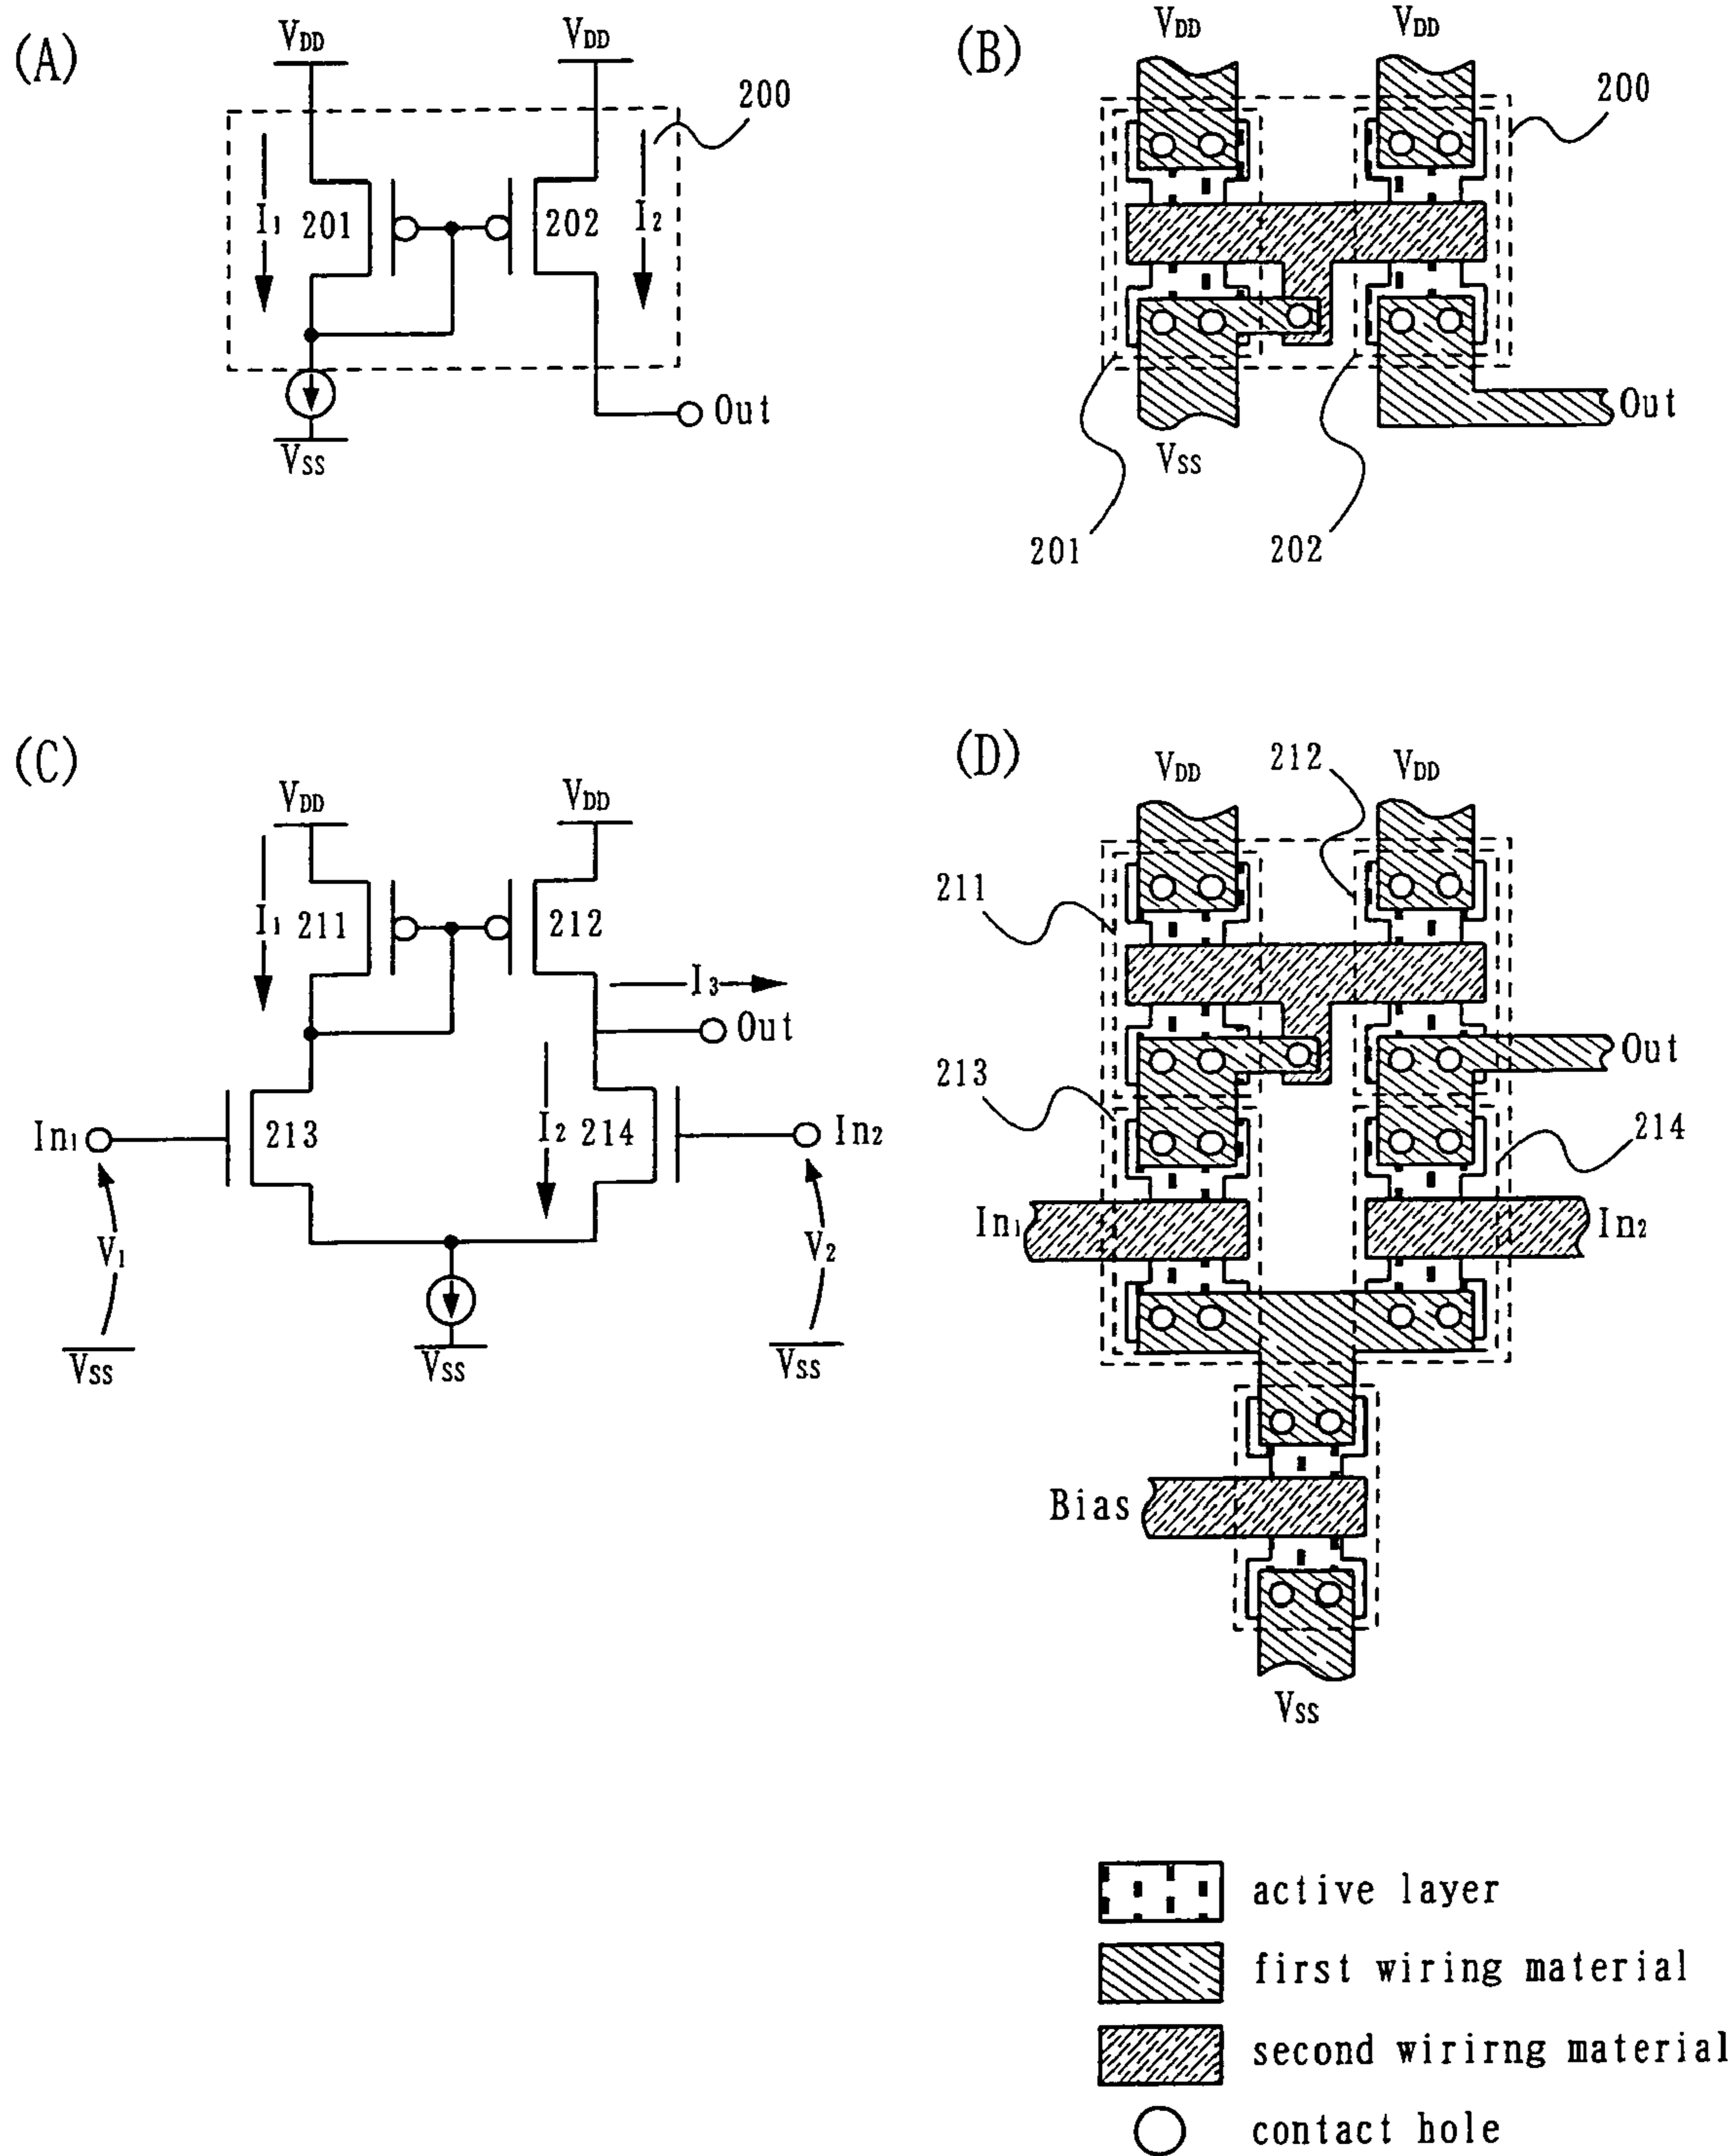 (A)
VDD VDD
200
I1 201 202 I2
Out
VSS
(B)
VDD VDD
200
Out
VSS
201 202
(C)
VDD VDD
I1 211 212
I3
Out
In1 213 I2 214 In2
V1 V2
VSS VSS VSS
(D)
VDD 212 VDD
211
Out
213
214
In1 In2
Bias
VSS
active layer
first wiring material
second wirirng material
contact hole